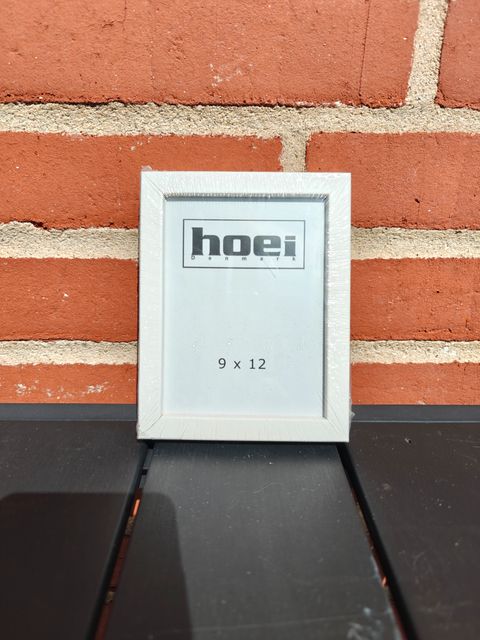 hoei
Denmark
9 x 12